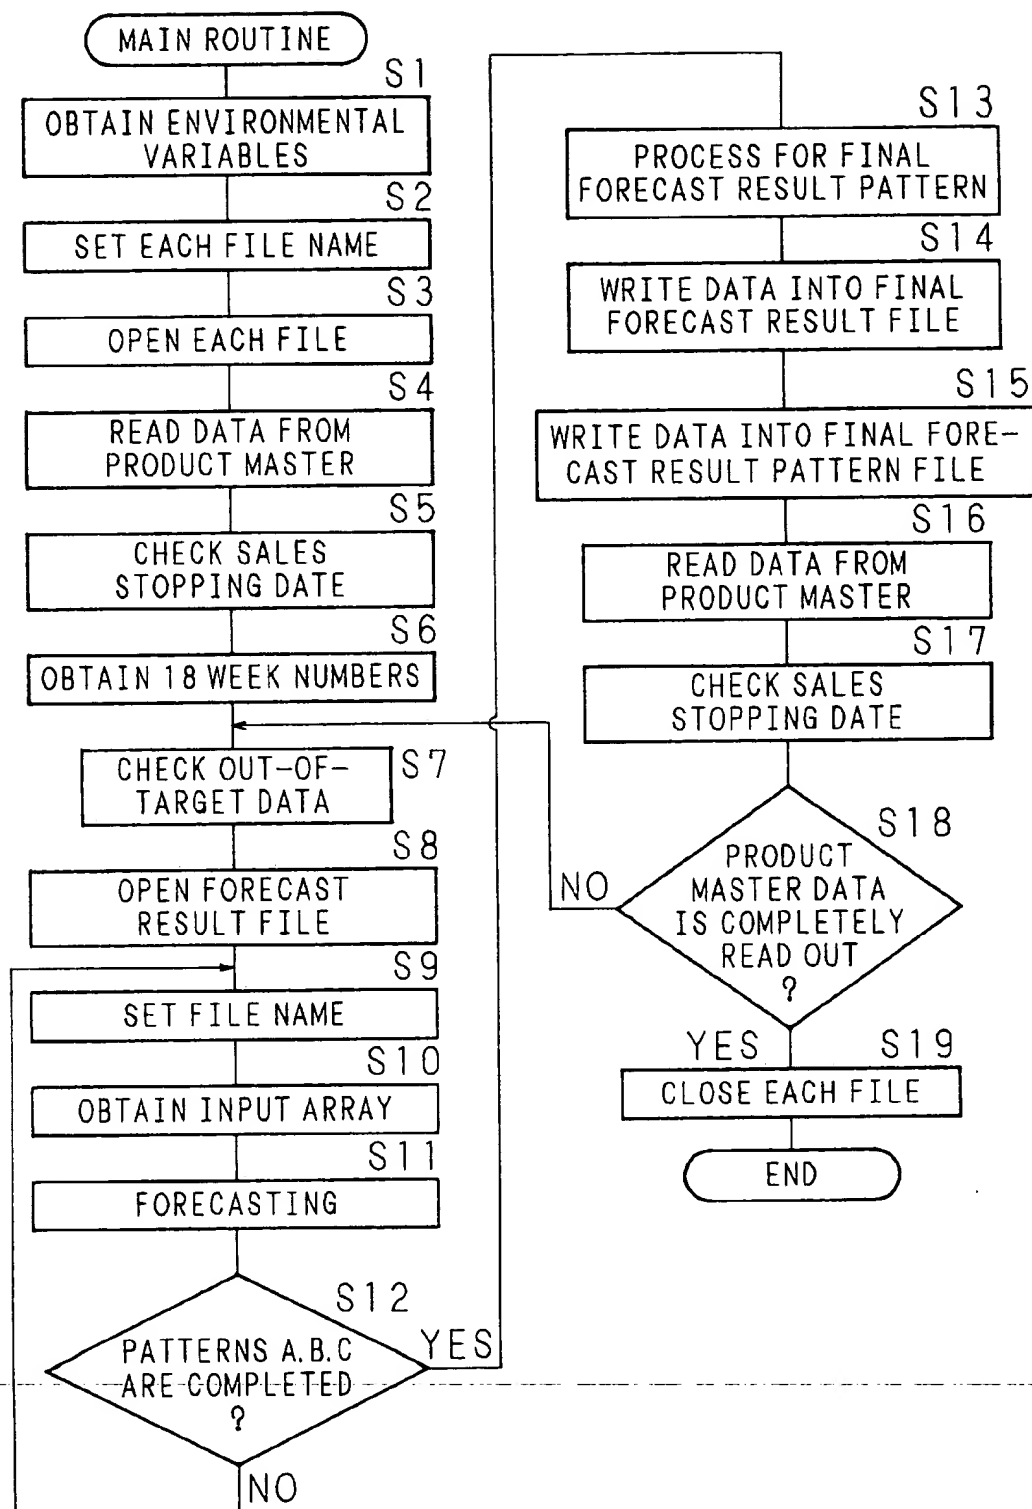 MAIN ROUTINE
S1
OBTAIN ENVIRONMENTAL
VARIABLES
S2
SET EACH FILE NAME
S3
OPEN EACH FILE
S4
READ DATA FROM
PRODUCT MASTER
S5
CHECK SALES
STOPPING DATE
S6
OBTAIN 18 WEEK NUMBERS
S7
CHECK OUT-OF-
TARGET DATA
S8
OPEN FORECAST
RESULT FILE
S9
SET FILE NAME
S10
OBTAIN INPUT ARRAY
S11
FORECASTING
S12
PATTERNS A.B.C
ARE COMPLETED
?
YES
NO
S13
PROCESS FOR FINAL
FORECAST RESULT PATTERN
S14
WRITE DATA INTO FINAL
FORECAST RESULT FILE
S15
WRITE DATA INTO FINAL FORE-
CAST RESULT PATTERN FILE
S16
READ DATA FROM
PRODUCT MASTER
S17
CHECK SALES
STOPPING DATE
S18
PRODUCT
MASTER DATA
IS COMPLETELY
READ OUT
?
NO
YES
S19
CLOSE EACH FILE
END